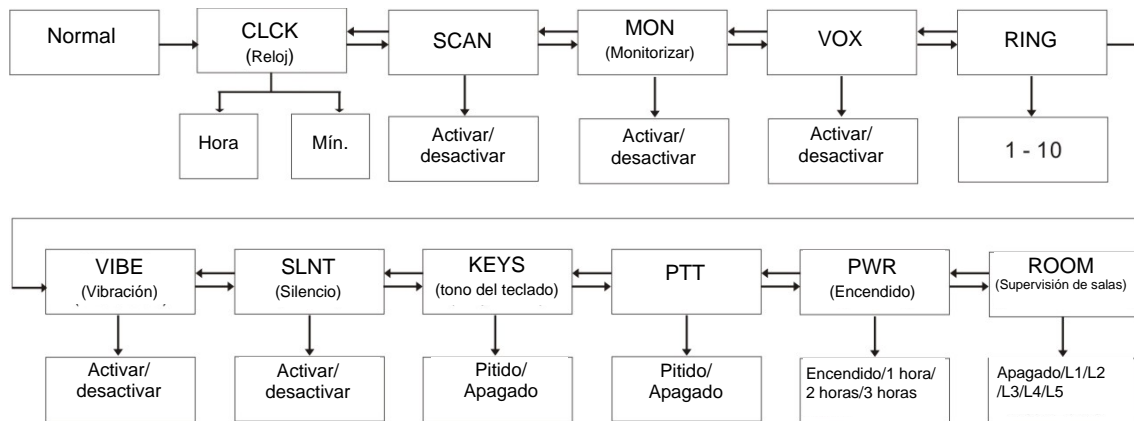 Normal
CLCK
(Reloj)
SCAN
MON
(Monitorizar)
VOX
RING
Hora
Mín.
Activar/
desactivar
Activar/
desactivar
Activar/
desactivar
1 - 10
VIBE
(Vibración)
SLNT
(Silencio)
KEYS
(tono del teclado)
PTT
PWR
(Encendido)
ROOM
(Supervisión de salas)
Activar/
desactivar
Activar/
desactivar
Pitido/
Apagado
Pitido/
Apagado
Encendido/1 hora/
2 horas/3 horas
Apagado/L1/L2
/L3/L4/L5